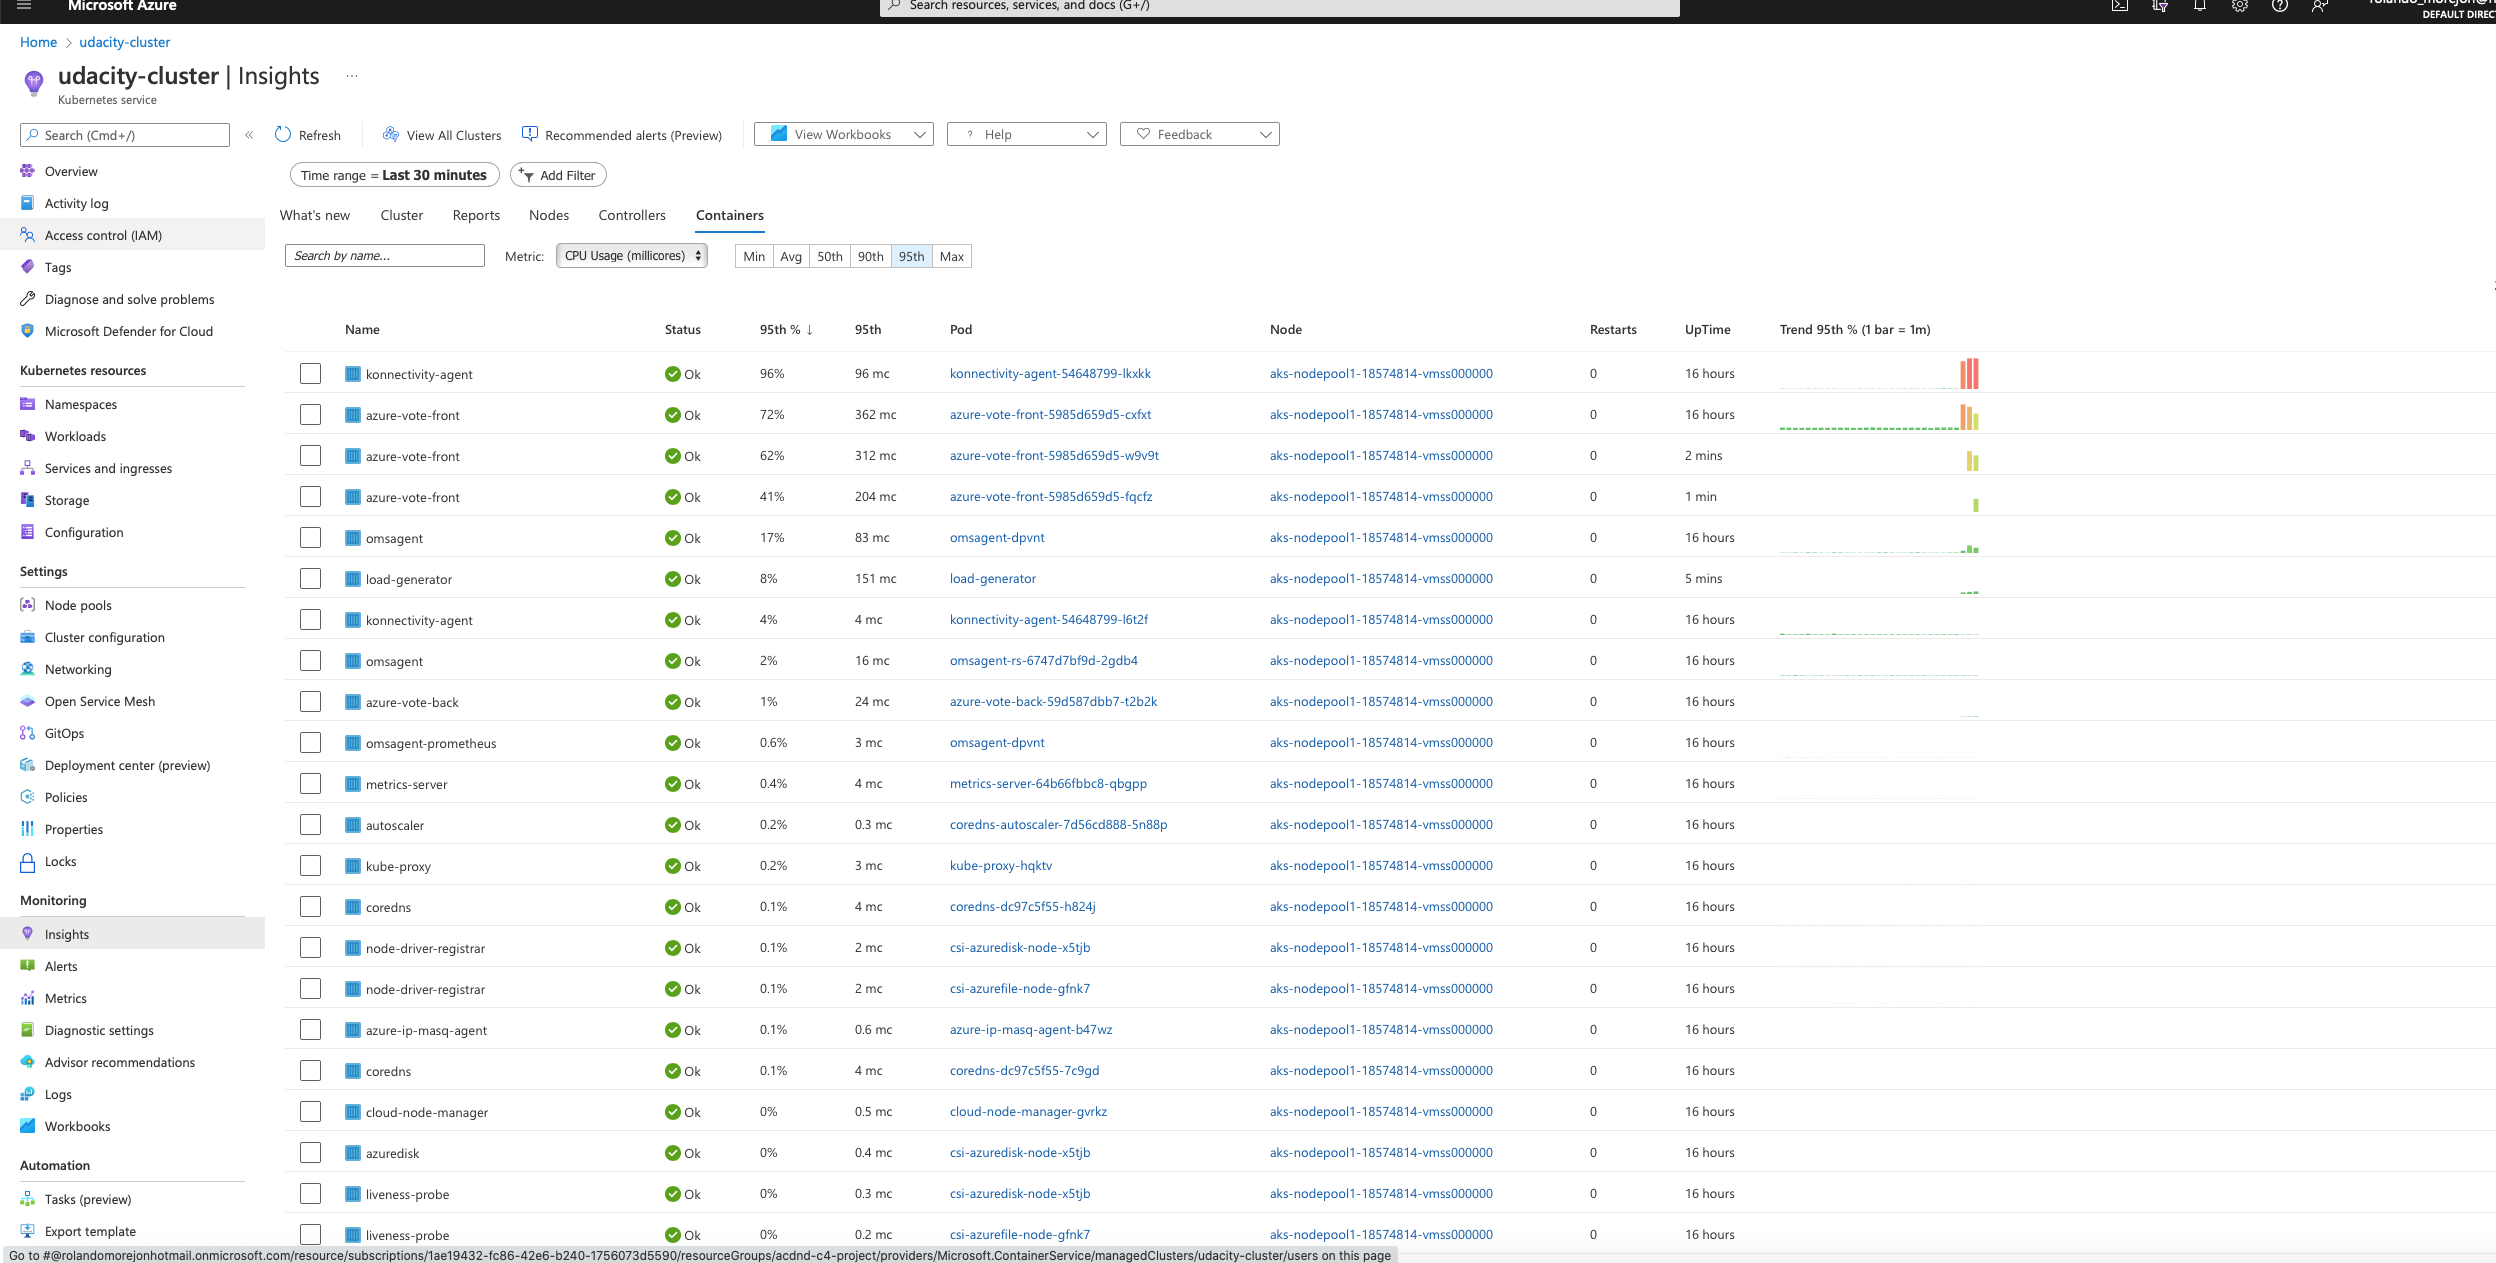 Microsoft Azure
Search resources, services, and docs (G+/)
DEFAULT DIRECT
Home > udacity-cluster
udacity-cluster | Insights ...
Kubernetes service
Search (Cmd+/) «
Refresh View All Clusters Recommended alerts (Preview) View Workbooks ? Help Feedback
Time range = Last 30 minutes Add Filter
What's new Cluster Reports Nodes Controllers Containers
Search by name... Metric: CPU Usage (millicores) Min Avg 50th 90th 95th Max
Overview
Activity log
Access control (IAM)
Tags
Diagnose and solve problems
Microsoft Defender for Cloud
Kubernetes resources
Namespaces
Workloads
Services and ingresses
Storage
Configuration
Settings
Node pools
Cluster configuration
Networking
Open Service Mesh
GitOps
Deployment center (preview)
Policies
Properties
Locks
Monitoring
Insights
Alerts
Metrics
Diagnostic settings
Advisor recommendations
Logs
Workbooks
Automation
Tasks (preview)
Export template
Name Status 95th % ↓ 95th Pod Node Restarts UpTime Trend 95th % (1 bar = 1m)
konnectivity-agent Ok 96% 96 mc konnectivity-agent-54648799-lkxkk aks-nodepool1-18574814-vmss000000 0 16 hours
azure-vote-front Ok 72% 362 mc azure-vote-front-5985d659d5-cxfxt aks-nodepool1-18574814-vmss000000 0 16 hours
azure-vote-front Ok 62% 312 mc azure-vote-front-5985d659d5-w9v9t aks-nodepool1-18574814-vmss000000 0 2 mins
azure-vote-front Ok 41% 204 mc azure-vote-front-5985d659d5-fqcfz aks-nodepool1-18574814-vmss000000 0 1 min
omsagent Ok 17% 83 mc omsagent-dpvnt aks-nodepool1-18574814-vmss000000 0 16 hours
load-generator Ok 8% 151 mc load-generator aks-nodepool1-18574814-vmss000000 0 5 mins
konnectivity-agent Ok 4% 4 mc konnectivity-agent-54648799-l6t2f aks-nodepool1-18574814-vmss000000 0 16 hours
omsagent Ok 2% 16 mc omsagent-rs-6747d7bf9d-2gdb4 aks-nodepool1-18574814-vmss000000 0 16 hours
azure-vote-back Ok 1% 24 mc azure-vote-back-59d587dbb7-t2b2k aks-nodepool1-18574814-vmss000000 0 16 hours
omsagent-prometheus Ok 0.6% 3 mc omsagent-dpvnt aks-nodepool1-18574814-vmss000000 0 16 hours
metrics-server Ok 0.4% 4 mc metrics-server-64b66fbbc8-qbgpp aks-nodepool1-18574814-vmss000000 0 16 hours
autoscaler Ok 0.2% 0.3 mc coredns-autoscaler-7d56cd888-5n88p aks-nodepool1-18574814-vmss000000 0 16 hours
kube-proxy Ok 0.2% 3 mc kube-proxy-hqktv aks-nodepool1-18574814-vmss000000 0 16 hours
coredns Ok 0.1% 4 mc coredns-dc97c5f55-h824j aks-nodepool1-18574814-vmss000000 0 16 hours
node-driver-registrar Ok 0.1% 2 mc csi-azuredisk-node-x5tjb aks-nodepool1-18574814-vmss000000 0 16 hours
node-driver-registrar Ok 0.1% 2 mc csi-azurefile-node-gfnk7 aks-nodepool1-18574814-vmss000000 0 16 hours
azure-ip-masq-agent Ok 0.1% 0.6 mc azure-ip-masq-agent-b47wz aks-nodepool1-18574814-vmss000000 0 16 hours
coredns Ok 0.1% 4 mc coredns-dc97c5f55-7c9gd aks-nodepool1-18574814-vmss000000 0 16 hours
cloud-node-manager Ok 0% 0.5 mc cloud-node-manager-gvrkz aks-nodepool1-18574814-vmss000000 0 16 hours
azuredisk Ok 0% 0.4 mc csi-azuredisk-node-x5tjb aks-nodepool1-18574814-vmss000000 0 16 hours
liveness-probe Ok 0% 0.3 mc csi-azuredisk-node-x5tjb aks-nodepool1-18574814-vmss000000 0 16 hours
liveness-probe Ok 0% 0.2 mc csi-azurefile-node-gfnk7 aks-nodepool1-18574814-vmss000000 0 16 hours
Go to #@rolandomorejonhotmail.onmicrosoft.com/resource/subscriptions/1ae19432-fc86-42e6-b240-1756073d5590/resourceGroups/acdnd-c4-project/providers/Microsoft.ContainerService/managedClusters/udacity-cluster/users on this page